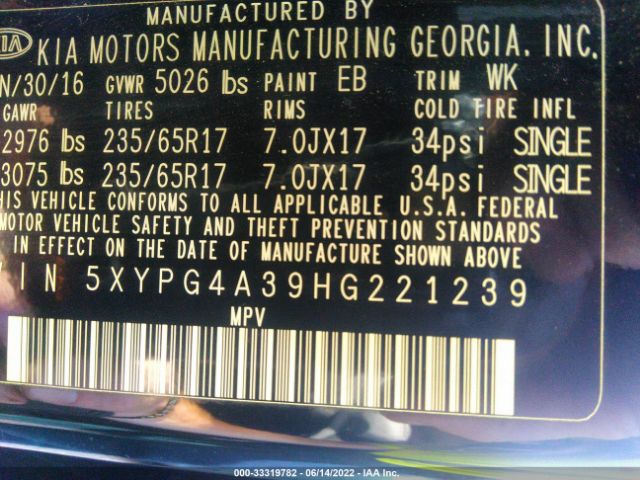 MANUFACTURED BY
KIA KIA MOTORS MANUFACTURING GEORGIA, INC.
N/30/16 GVWR 5026 lbs PAINT EB TRIM WK
GAWR TIRES RIMS COLD TIRE INFL
2976 lbs 235/65R17 7.0JX17 34psi SINGLE
3075 lbs 235/65R17 7.0JX17 34psi SINGLE
HIS VEHICLE CONFORMS TO ALL APPLICABLE U.S.A. FEDERAL
MOTOR VEHICLE SAFETY AND THEFT PREVENTION STANDARDS
IN EFFECT ON THE DATE OF MANUFACTURE SHOWN ABOVE
VIN 5XYPG4A39HG221239
MPV
000-33319782 - 06/14/2022 - IAA Inc.